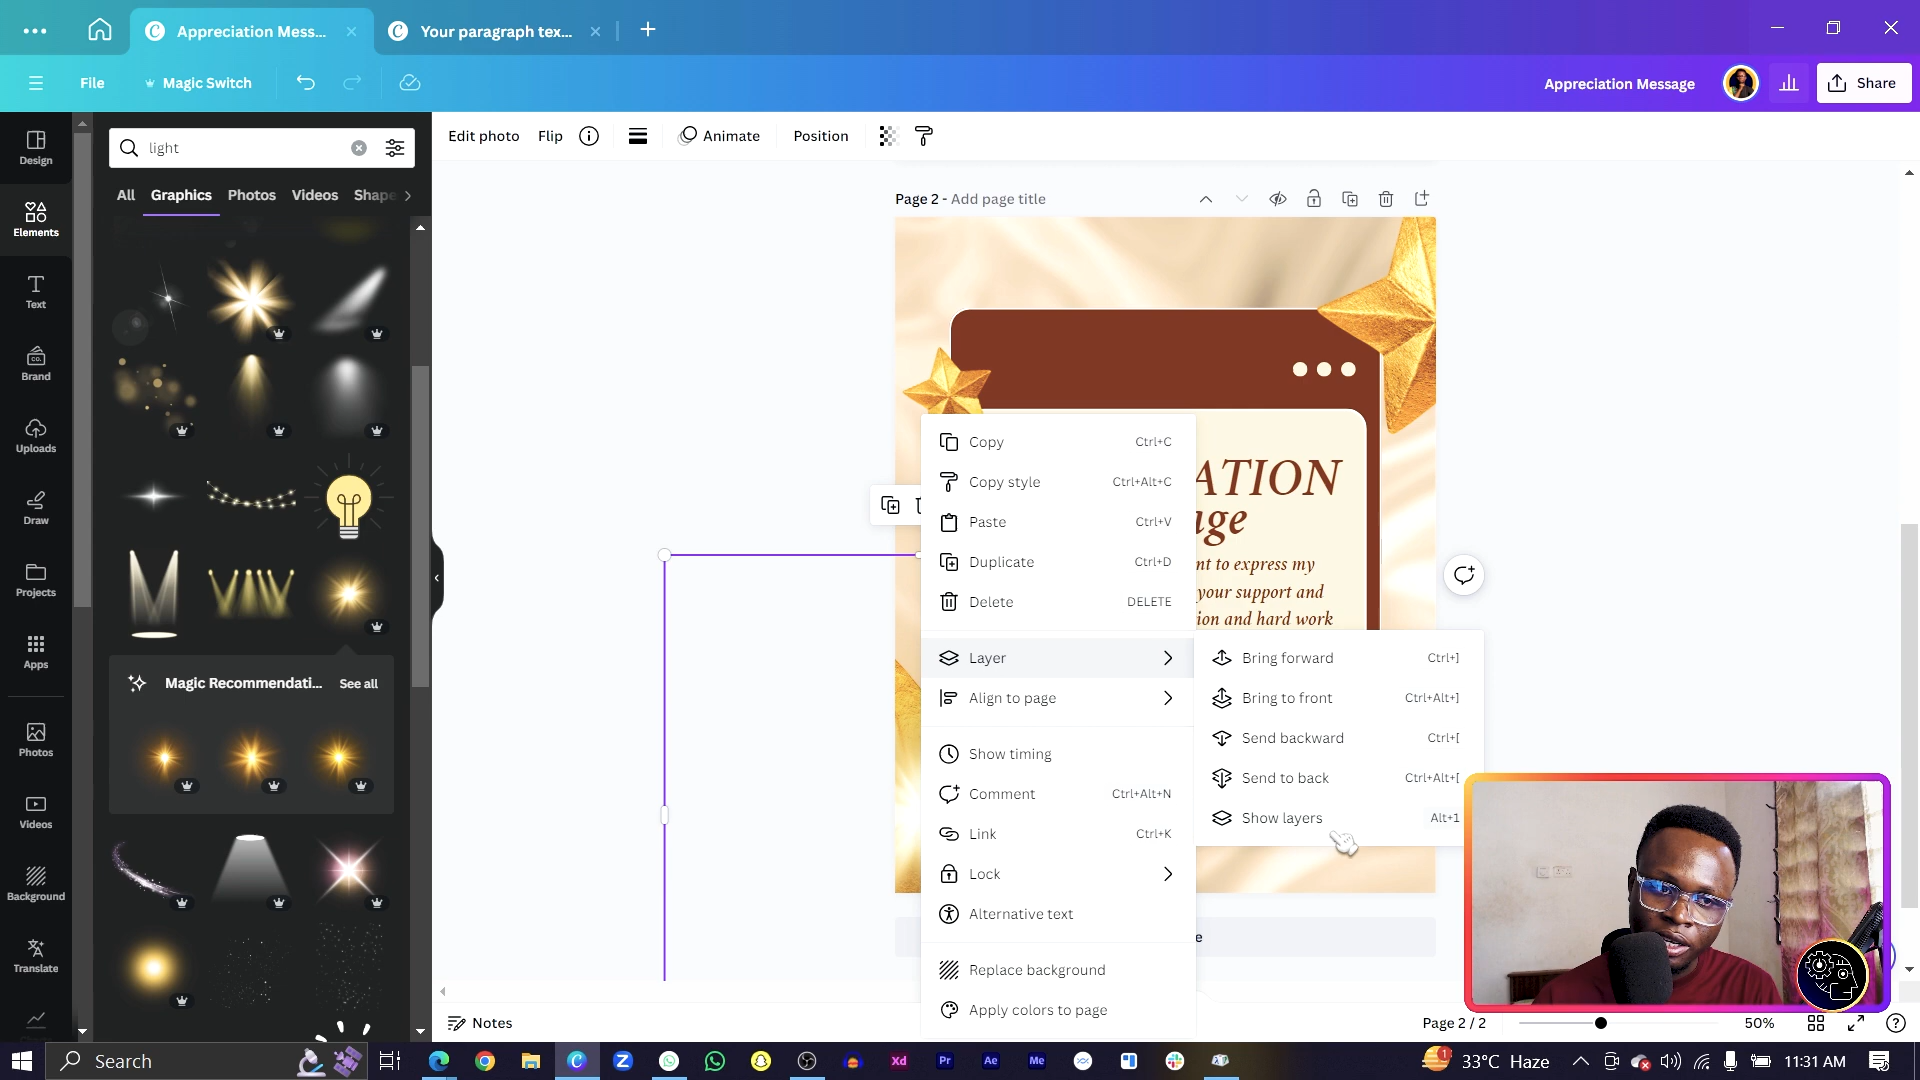 Appreciation Mess...
Your paragraph tex...
File
Magic Switch
Appreciation Message
Share
Design
Elements
Text
Brand
Uploads
Draw
Projects
Apps
Photos
Videos
Background
Translate
light
All
Graphics
Photos
Videos
Shape
Magic Recommendati...
See all
Edit photo
Flip
Animate
Position
Page 2 - Add page title
ATION
ge
nt to express my
your support and
ion and hard work
Copy Ctrl+C
Copy style Ctrl+Alt+C
Paste Ctrl+V
Duplicate Ctrl+D
Delete DELETE
Layer
Align to page
Show timing
Comment Ctrl+Alt+N
Link Ctrl+K
Lock
Alternative text
Replace background
Apply colors to page
Bring forward Ctrl+]
Bring to front Ctrl+Alt+]
Send backward Ctrl+[
Send to back Ctrl+Alt+[
Show layers Alt+1
e
Notes
Page 2 / 2
50%
Search
Xd
Pr
Ae
Me
1
33°C Haze
11:31 AM